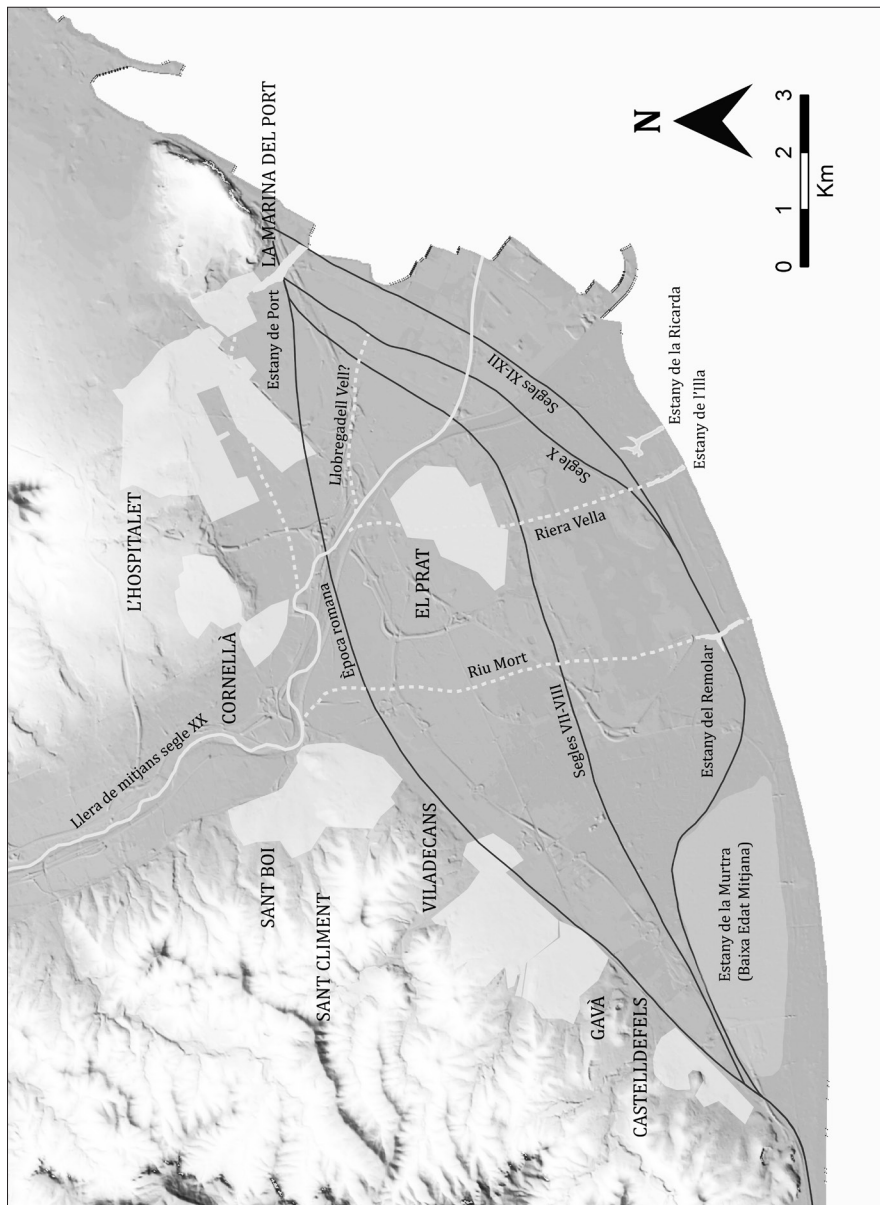 LA MARINA DEL PORT
Estany de Port
L'HOSPITALET
Llobregadell Vell?
Segles XI-XII
Segle X
Estany de la Ricarda
Estany de l'Illa
Riera Vella
EL PRAT
CORNELLÀ
Època romana
Riu Mort
Llera de mitjans segle XX
Segles VII-VIII
Estany del Remolar
SANT BOI
SANT CLIMENT
VILADECANS
Estany de la Murtra
(Baixa Edat Mitjana)
GAVÀ
CASTELLDEFELS
N
0 1 2 3
Km